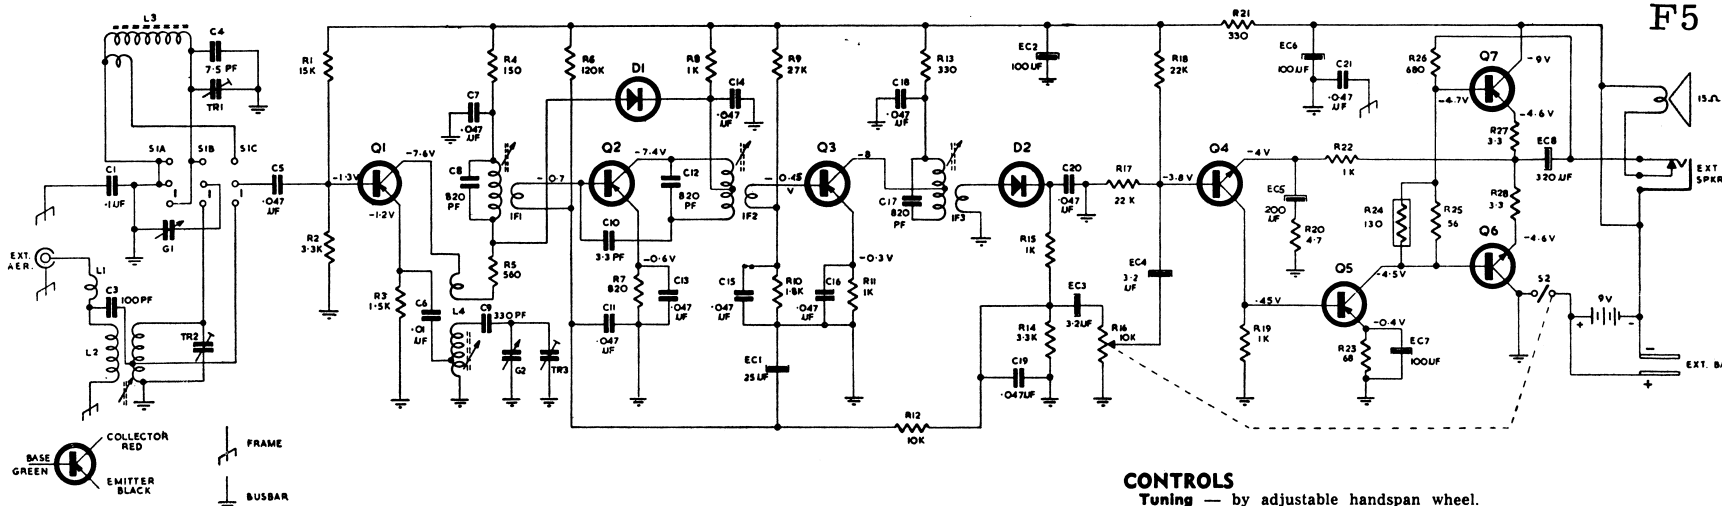 F5
L3
C4
7.5 PF
TR1
R1
15K
R4
150
R6
120K
D1
R8
1K
C14
.047
UF
R9
27K
EC2
100UF
R13
330
C18
.047
UF
R18
22K
R21
330
EC6
100UF
C21
.047
UF
R26
680
Q7
-9V
-4.7V
-4.6V
15Ω
C7
.047
UF
S1A
S1B
S1C
C1
.1UF
C5
.047
UF
-1.3V
Q1
-7.6V
-1.2V
C8
820
PF
IF1
-0.7
Q2
-7.4V
C12
820
PF
IF2
-0.45
V
Q3
-8
C17
820
PF
IF3
D2
C20
.047
UF
R17
22K
-3.8V
Q4
-4V
R22
1K
R27
3.3
EC8
320UF
EXT
SPKR
G1
R2
3.3K
C10
3.3 PF
EC5
200
UF
R20
4.7
R24
130
R25
56
R28
3.3
Q6
-4.6V
EXT.
AER.
L1
C3
100PF
L2
TR2
R3
1.5K
C6
.01
UF
R5
560
L4
C9
330PF
G2
TR3
-0.6V
R7
820
C13
.047
UF
C11
.047
UF
C15
.047
UF
R10
1.8K
C16
.047
UF
-0.3V
R11
1K
R15
1K
EC3
3.2UF
EC4
3.2
UF
R14
3.3K
R16
10K
C19
.047UF
.45V
R19
1K
Q5
-4.5V
-0.4V
R23
68
EC7
100UF
S2
9V
+
-
-
EXT. BA
+
EC1
25UF
R12
10K
COLLECTOR
RED
BASE
GREEN
EMITTER
BLACK
FRAME
BUSBAR
CONTROLS
Tuning — by adjustable handspan wheel.